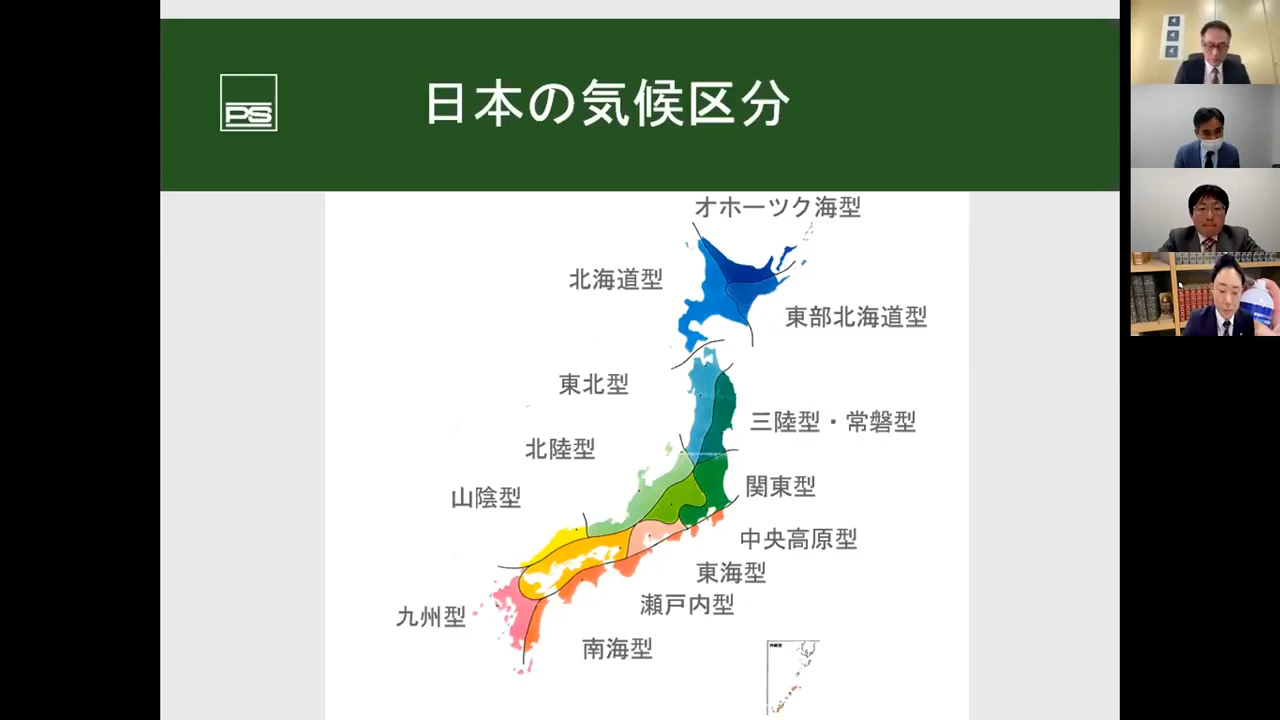 PS
日本の気候区分
オホーツク海型
北海道型
東部北海道型
東北型
三陸型・常磐型
北陸型
関東型
山陰型
中央高原型
東海型
瀬戸内型
九州型
南海型